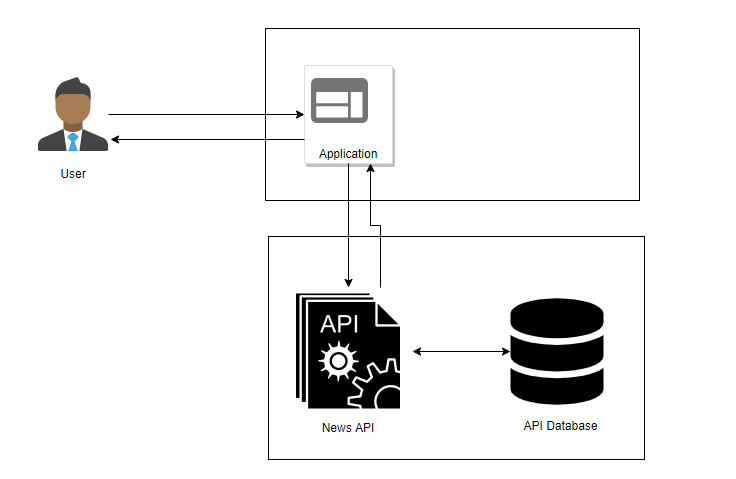 Application
User
API
News API
API Database